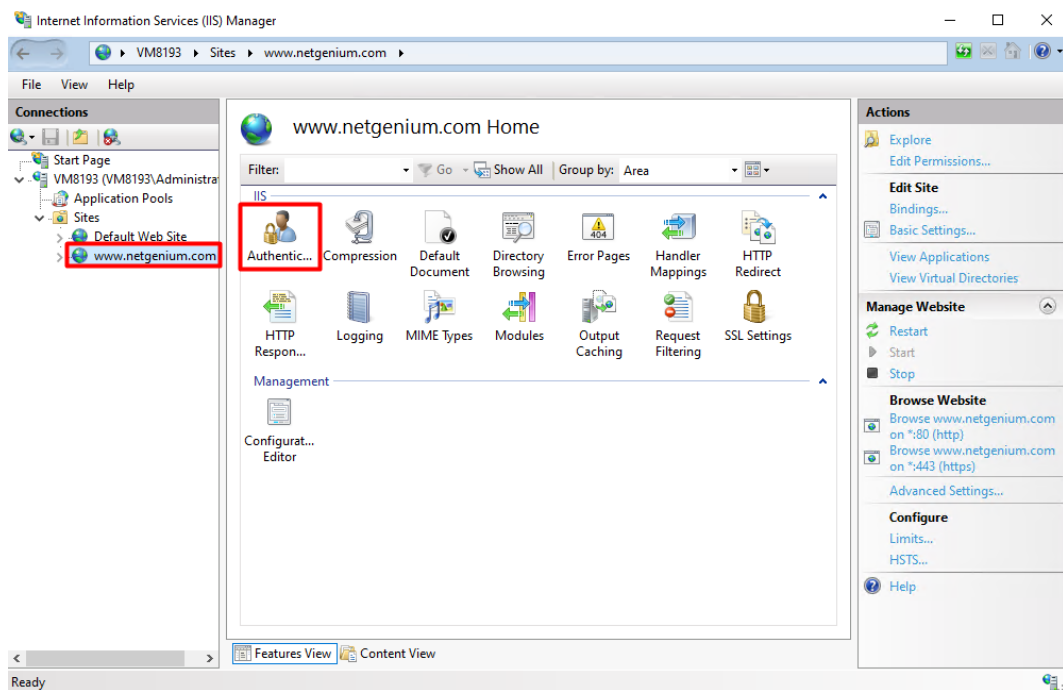 Internet Information Services (IIS) Manager
VM8193 Sites www.netgenium.com
File View Help
Connections
Start Page
VM8193 (VM8193\Administra
Application Pools
Sites
Default Web Site
www.netgenium.com
www.netgenium.com Home
Filter: Go Show All Group by: Area
IIS
Authentic... Compression Default Document Directory Browsing Error Pages Handler Mappings HTTP Redirect
404
HTTP Respon... Logging MIME Types Modules Output Caching Request Filtering SSL Settings
Management
Configurat... Editor
Features View Content View
Actions
Explore
Edit Permissions...
Edit Site
Bindings...
Basic Settings...
View Applications
View Virtual Directories
Manage Website
Restart
Start
Stop
Browse Website
Browse www.netgenium.com
on *:80 (http)
Browse www.netgenium.com
on *:443 (https)
Advanced Settings...
Configure
Limits...
HSTS...
Help
Ready